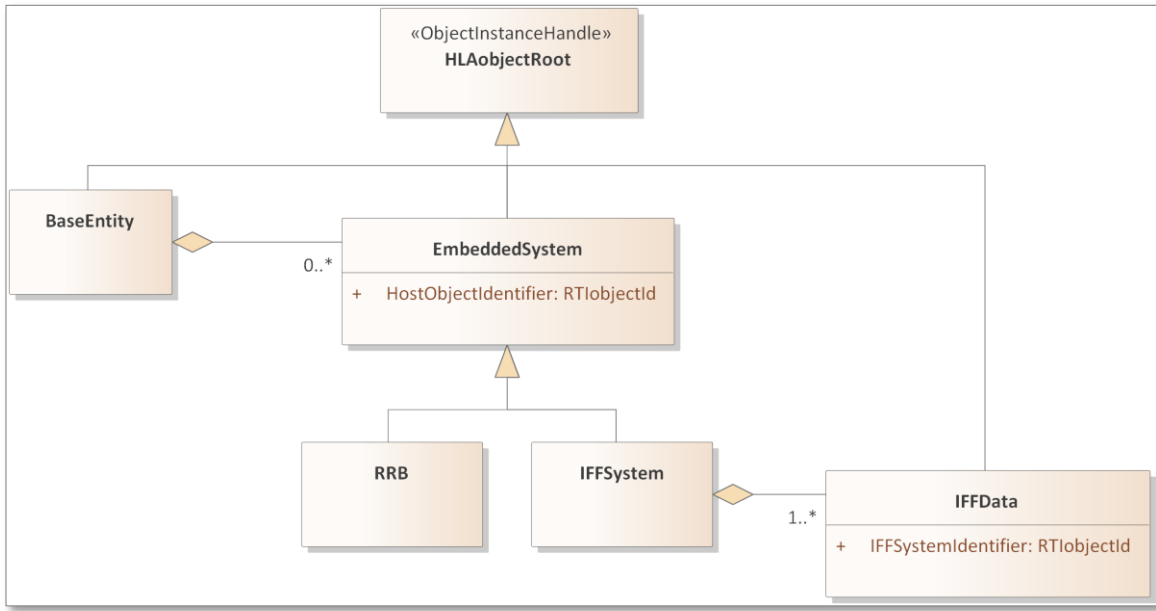 «ObjectInstanceHandle»
HLAobjectRoot
BaseEntity
EmbeddedSystem
0..*
+ HostObjectIdentifier: RTIobjectId
RRB
IFFSystem
IFFData
1..*
+ IFFSystemIdentifier: RTIobjectId